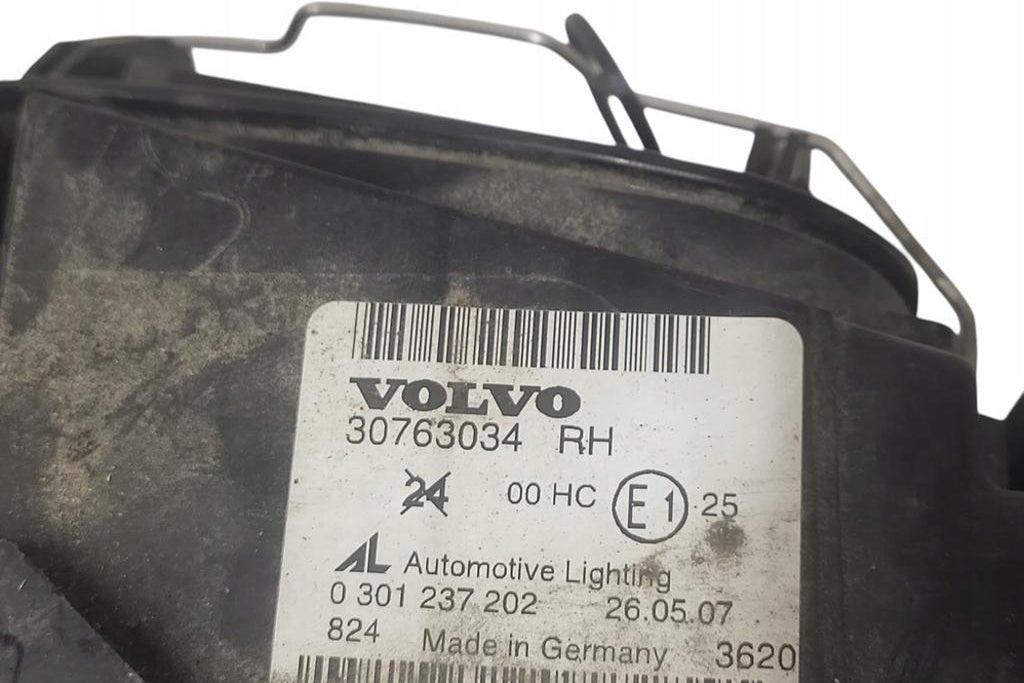 VOLVO
30763034 RH
24 00 HC E1 25
AL Automotive Lighting
0 301 237 202 26.05.07
824 Made in Germany 3620